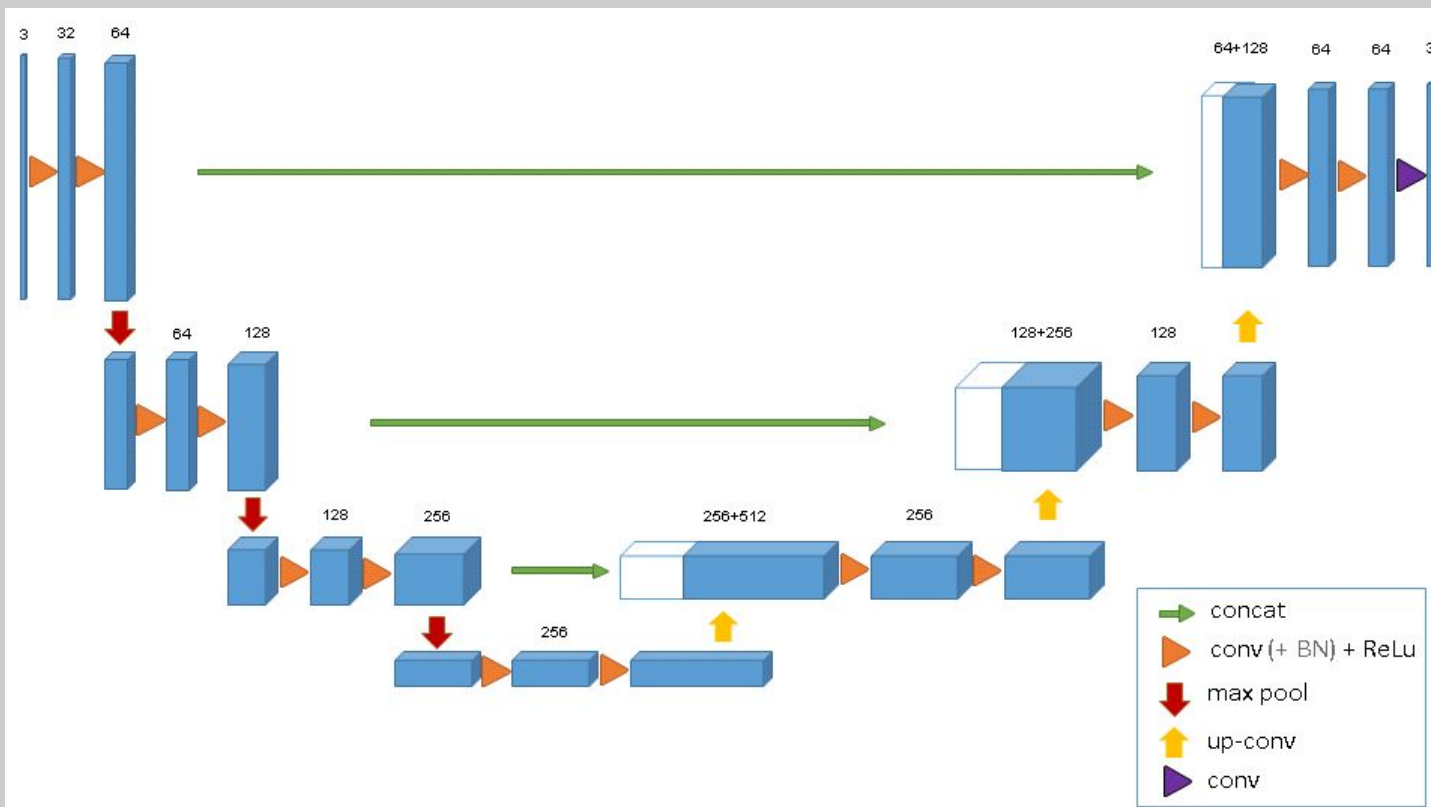 3 32 64
64+128 64 64 3
64 128
128+256 128
128 256
256+512 256
256
concat
conv (+ BN) + ReLu
max pool
up-conv
conv